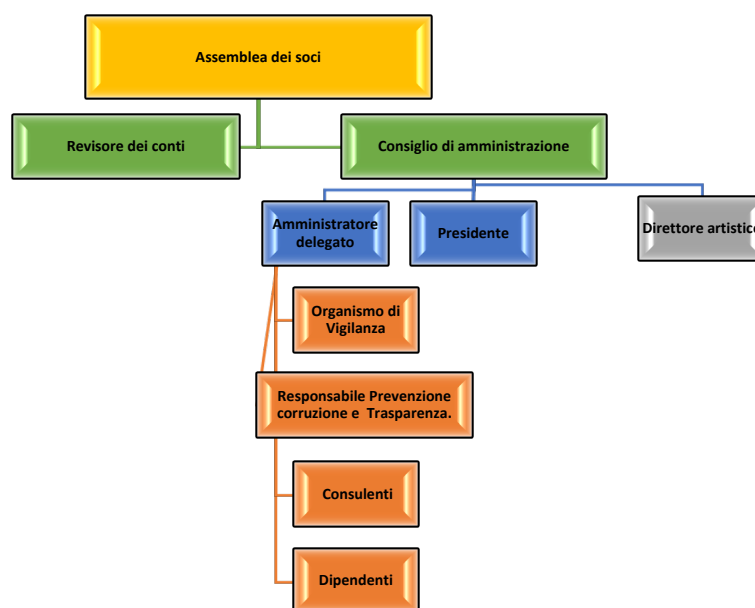 Assemblea dei soci
Revisore dei conti
Consiglio di amministrazione
Amministratore
delegato
Presidente
Direttore artistico
Organismo di
Vigilanza
Responsabile Prevenzione
corruzione e Trasparenza.
Consulenti
Dipendenti